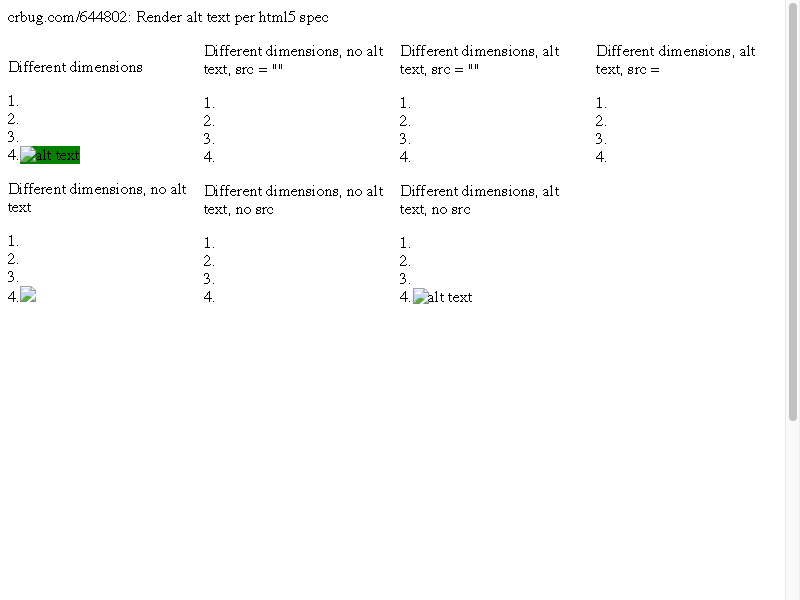 crbug.com/644802: Render alt text per html5 spec
Different dimensions
1.
2.
3.
4. alt text
Different dimensions, no alt
text, src = ""
1.
2.
3.
4.
Different dimensions, alt
text, src = ""
1.
2.
3.
4.
Different dimensions, alt
text, src =
1.
2.
3.
4.
Different dimensions, no alt
text
1.
2.
3.
4.
Different dimensions, no alt
text, no src
1.
2.
3.
4.
Different dimensions, alt
text, no src
1.
2.
3.
4. alt text